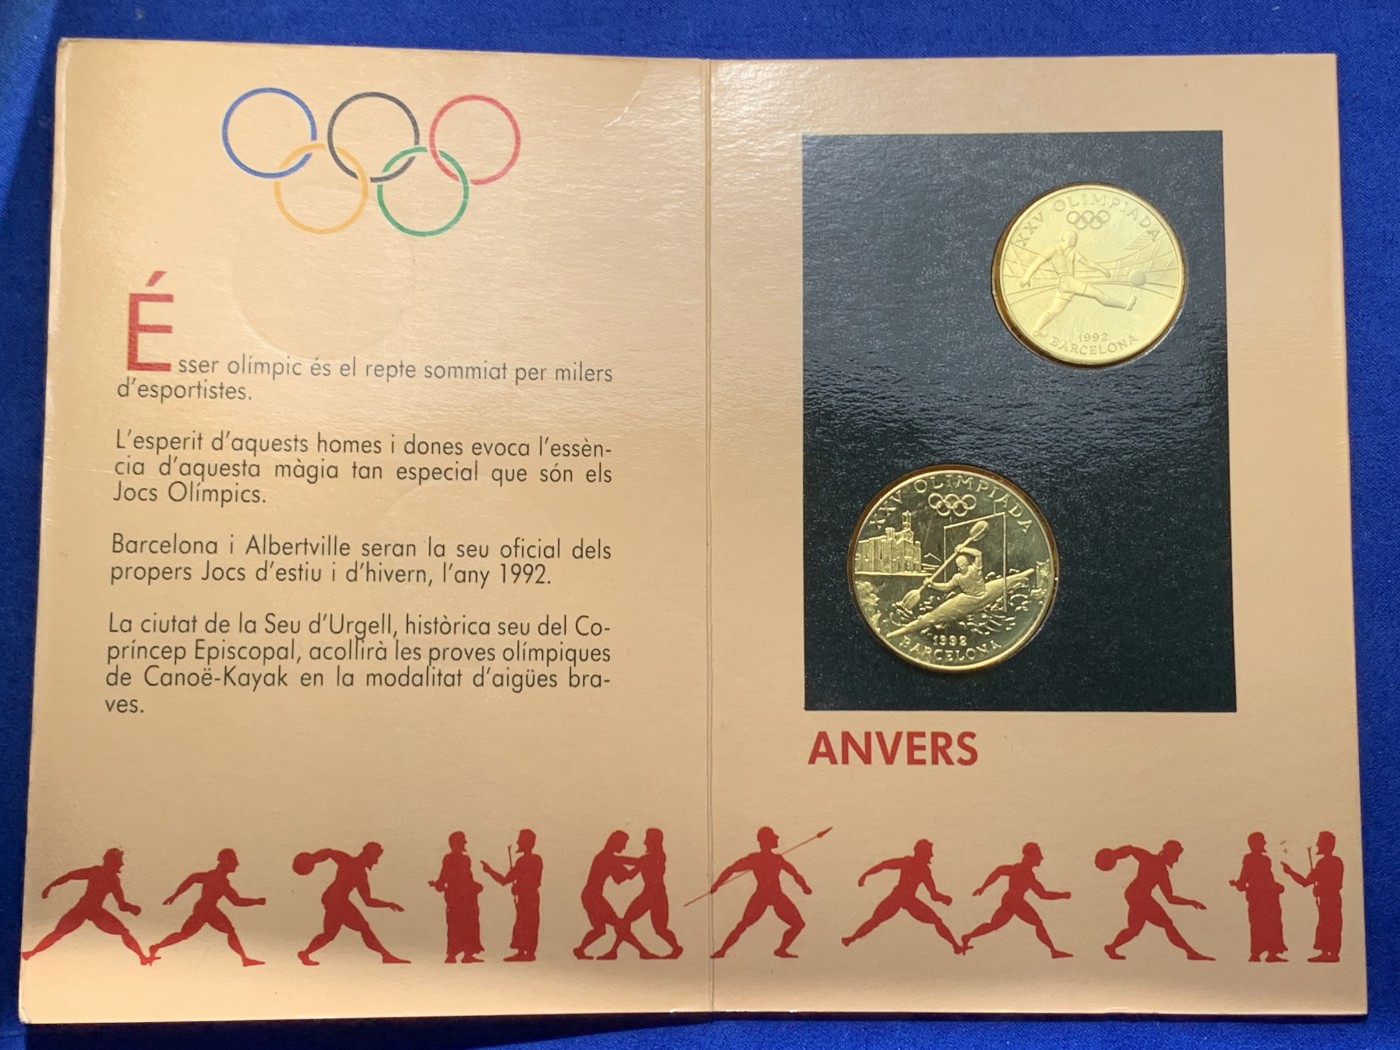 Ésser olímpic és el repte sommiat per milers
d'esportistes.
L'esperit d'aquests homes i dones evoca l'essèn-
cia d'aquesta màgia tan especial que són els
Jocs Olímpics.
Barcelona i Albertville seran la seu oficial dels
propers Jocs d'estiu i d'hivern, l'any 1992.
La ciutat de la Seu d'Urgell, històrica seu del Co-
príncep Episcopal, acollirà les proves olímpiques
de Canoë-Kayak en la modalitat d'aigües bra-
ves.
XXV OLIMPIADA
1992
BARCELONA
XXV OLIMPIADA
1992
BARCELONA
ANVERS